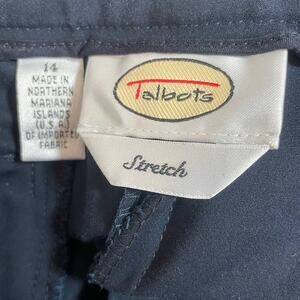 14
MADE IN
NORTHERN
MARIANA
ISLANDS
(U.S.A.)
OF IMPORTED
FABRIC
Talbots
Stretch